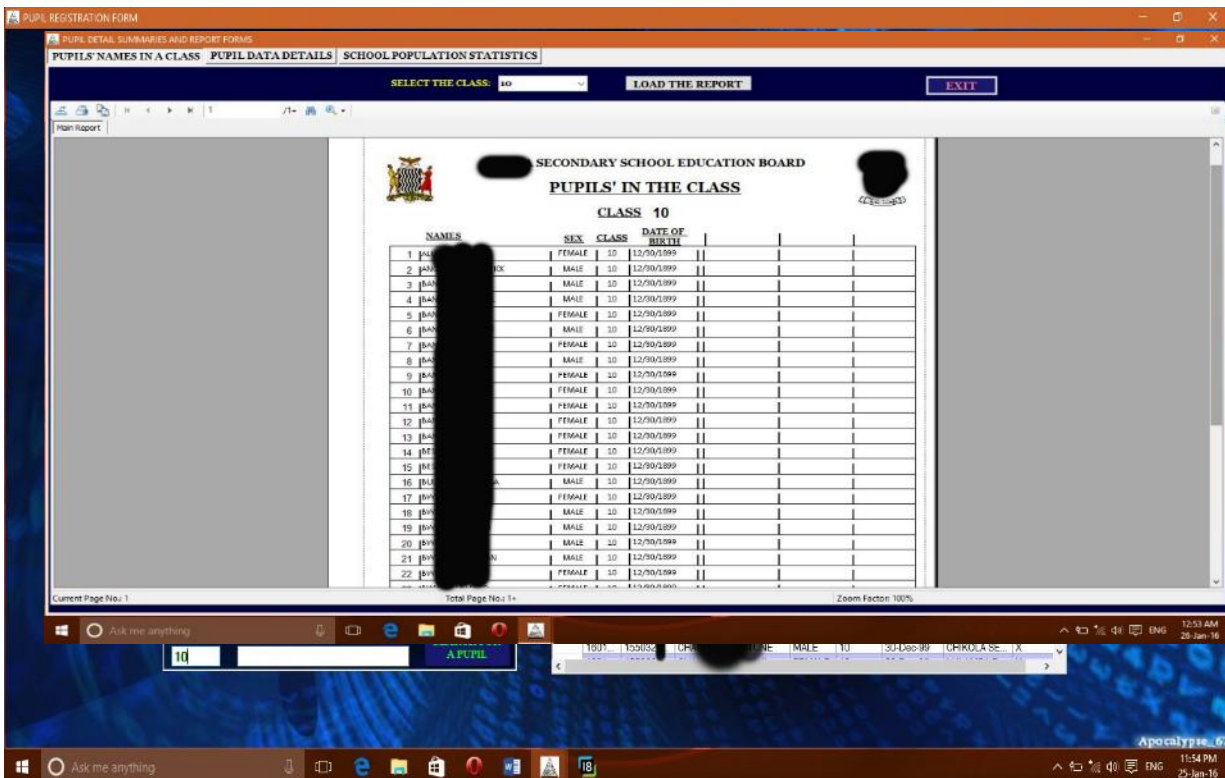 PUPIL REGISTRATION FORM
PUPIL DETAIL SUMMARIES AND REPORT FORMS
PUPILS' NAMES IN A CLASS PUPIL DATA DETAILS SCHOOL POPULATION STATISTICS
SELECT THE CLASS: 10 LOAD THE REPORT EXIT
1 /1+
Main Report
SECONDARY SCHOOL EDUCATION BOARD
PUPILS' IN THE CLASS
CLASS 10
NAMES SEX CLASS DATE OF BIRTH
1 FEMALE 10 12/30/1899
2 MALE 10 12/30/1899
3 BAN MALE 10 12/30/1899
4 BAN MALE 10 12/30/1899
5 BAN FEMALE 10 12/30/1899
6 BAN MALE 10 12/30/1899
7 FEMALE 10 12/30/1899
8 MALE 10 12/30/1899
9 FEMALE 10 12/30/1899
10 FEMALE 10 12/30/1899
11 FEMALE 10 12/30/1899
12 FEMALE 10 12/30/1899
13 FEMALE 10 12/30/1899
14 FEMALE 10 12/30/1899
15 FEMALE 10 12/30/1899
16 MALE 10 12/30/1899
17 FEMALE 10 12/30/1899
18 MALE 10 12/30/1899
19 MALE 10 12/30/1899
20 MALE 10 12/30/1899
21 MALE 10 12/30/1899
22 FEMALE 10 12/30/1899
Current Page No.: 1 Total Page No.: 1+ Zoom Factor: 100%
Ask me anything ENG 12:53 AM
26-Jan-16
10 A PUPIL 1601... MALE 10 30-Dec-99 CHIKOLA SE... X
Apocalypse_6
Ask me anything ENG 11:54 PM
25-Jan-16